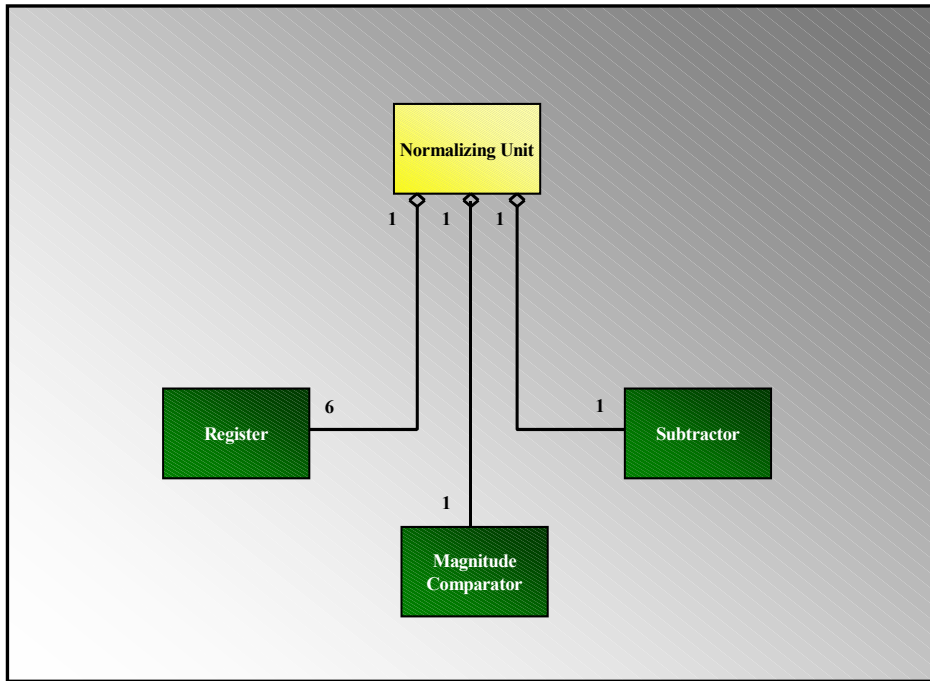 Normalizing Unit
1 1 1
6
1
Register
Subtractor
1
Magnitude
Comparator